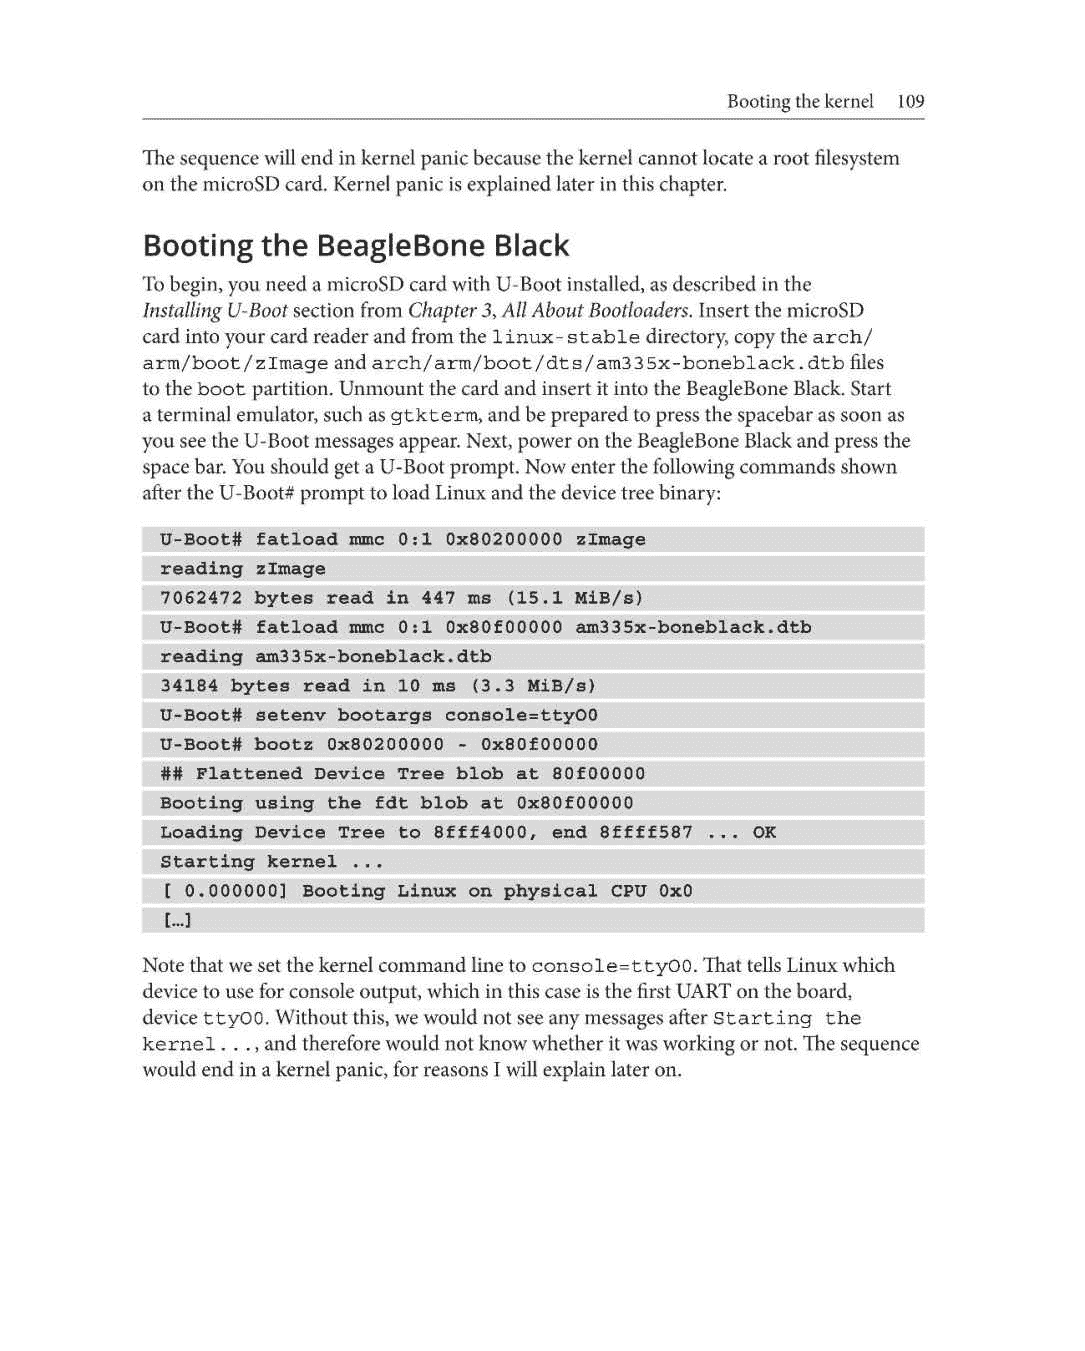 Booting the kernel 109
The sequence will end in kernel panic because the kernel cannot locate a root filesystem
on the microSD card. Kernel panic is explained later in this chapter.
Booting the BeagleBone Black
To begin, you need a microSD card with U-Boot installed, as described in the
Installing U-Boot section from Chapter 3, All About Bootloaders. Insert the microSD
card into your card reader and from the linux-stable directory, copy the arch/
arm/boot/zImage and arch/arm/boot/dts/am335x-boneblack.dtb files
to the boot partition. Unmount the card and insert it into the BeagleBone Black. Start
a terminal emulator, such as gtkterm, and be prepared to press the spacebar as soon as
you see the U-Boot messages appear. Next, power on the BeagleBone Black and press the
space bar. You should get a U-Boot prompt. Now enter the following commands shown
after the U-Boot# prompt to load Linux and the device tree binary:
U-Boot# fatload mmc 0:1 0x80200000 zImage
reading zImage
7062472 bytes read in 447 ms (15.1 MiB/s)
U-Boot# fatload mmc 0:1 0x80f00000 am335x-boneblack.dtb
reading am335x-boneblack.dtb
34184 bytes read in 10 ms (3.3 MiB/s)
U-Boot# setenv bootargs console=ttyO0
U-Boot# bootz 0x80200000 - 0x80f00000
## Flattened Device Tree blob at 80f00000
Booting using the fdt blob at 0x80f00000
Loading Device Tree to 8fff4000, end 8ffff587 ... OK
Starting kernel ...
[ 0.000000] Booting Linux on physical CPU 0x0
[…]
Note that we set the kernel command line to console=ttyO0. That tells Linux which
device to use for console output, which in this case is the first UART on the board,
device ttyO0. Without this, we would not see any messages after Starting the
kernel..., and therefore would not know whether it was working or not. The sequence
would end in a kernel panic, for reasons I will explain later on.